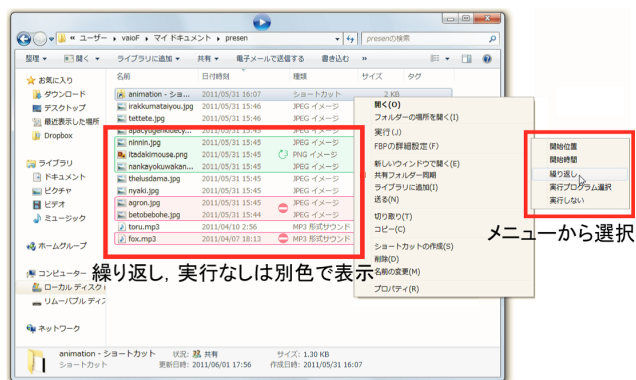 « ユーザー ▸ vaioF ▸ マイドキュメント ▸ presen
presenの検索
整理 ▼ 開く ▼ ライブラリに追加 ▼ 共有 ▼ 電子メールで送信する 書き込む »
名前 日付時刻 種類 サイズ タグ
お気に入り
ダウンロード
デスクトップ
最近表示した場所
Dropbox
ライブラリ
ドキュメント
ピクチャ
ビデオ
ミュージック
ホームグループ
コンピューター
ローカル ディスク
リムーバブル ディス
ネットワーク
animation - ショ... 2011/05/31 16:07 ショートカット 2 KB
irakkumataiyou.jpg 2011/05/31 15:46 JPEG イメージ
tettete.jpg 2011/05/31 15:46 JPEG イメージ
2011/05/31 15:45 JPEG イメージ
ninnin.jpg 2011/05/31 15:45 JPEG イメージ
itadakimouse.png 2011/05/31 15:45 PNG イメージ
nankayokuwakan... 2011/05/31 15:45 JPEG イメージ
thelusdama.jpg 2011/05/31 15:45 JPEG イメージ
nyaki.jpg 2011/05/31 15:45 JPEG イメージ
agron.jpg 2011/05/31 15:45 JPEG イメージ
betobebohe.jpg 2011/05/31 15:44 JPEG イメージ
toru.mp3 2011/04/10 2:56 MP3 形式サウンド
fox.mp3 2011/04/07 18:13 MP3 形式サウンド
開く(O)
フォルダーの場所を開く(I)
実行(J)
FBPの詳細設定(F)
新しいウィンドウで開く(E)
共有フォルダー同期
ライブラリに追加(I)
送る(N)
切り取り(T)
コピー(C)
ショートカットの作成(S)
削除(D)
名前の変更(M)
プロパティ(R)
開始位置
開始時間
繰り返し
実行プログラム選択
実行しない
メニューから選択
繰り返し，実行なしは別色で表示
animation - ショートカット 状況: 共有 サイズ: 1.30 KB
ショートカット 更新日時: 2011/06/01 17:56 作成日時: 2011/05/31 16:07